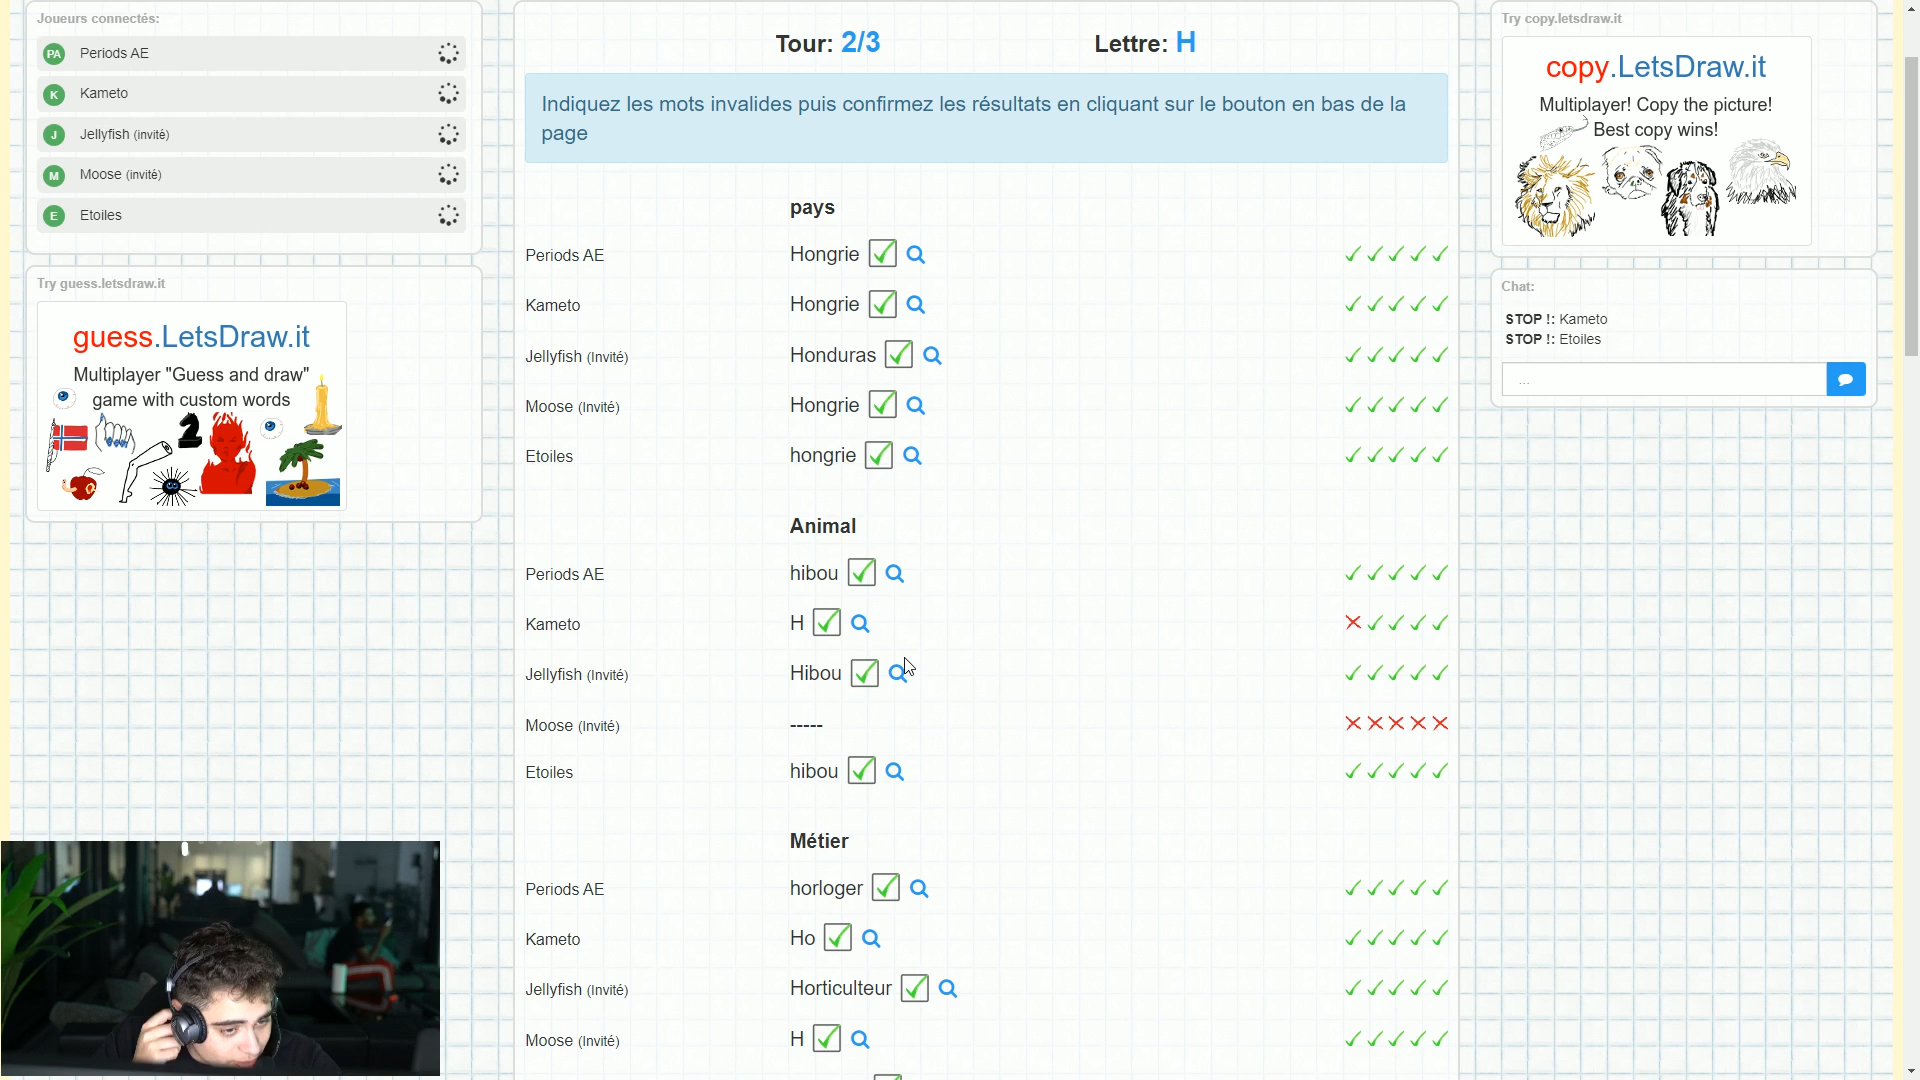 Joueurs connectés:
PA Periods AE
K Kameto
J Jellyfish (invité)
M Moose (invité)
E Etoiles
Try guess.letsdraw.it
guess.LetsDraw.it
Multiplayer "Guess and draw"
game with custom words
Tour: 2/3 Lettre: H
Indiquez les mots invalides puis confirmez les résultats en cliquant sur le bouton en bas de la
page
pays
Periods AE Hongrie
Kameto Hongrie
Jellyfish (Invité) Honduras
Moose (Invité) Hongrie
Etoiles hongrie
Animal
Periods AE hibou
Kameto H
Jellyfish (Invité) Hibou
Moose (Invité) -----
Etoiles hibou
Métier
Periods AE horloger
Kameto Ho
Jellyfish (Invité) Horticulteur
Moose (Invité) H
Try copy.letsdraw.it
copy.LetsDraw.it
Multiplayer! Copy the picture!
Best copy wins!
Chat:
STOP !: Kameto
STOP !: Etoiles
...